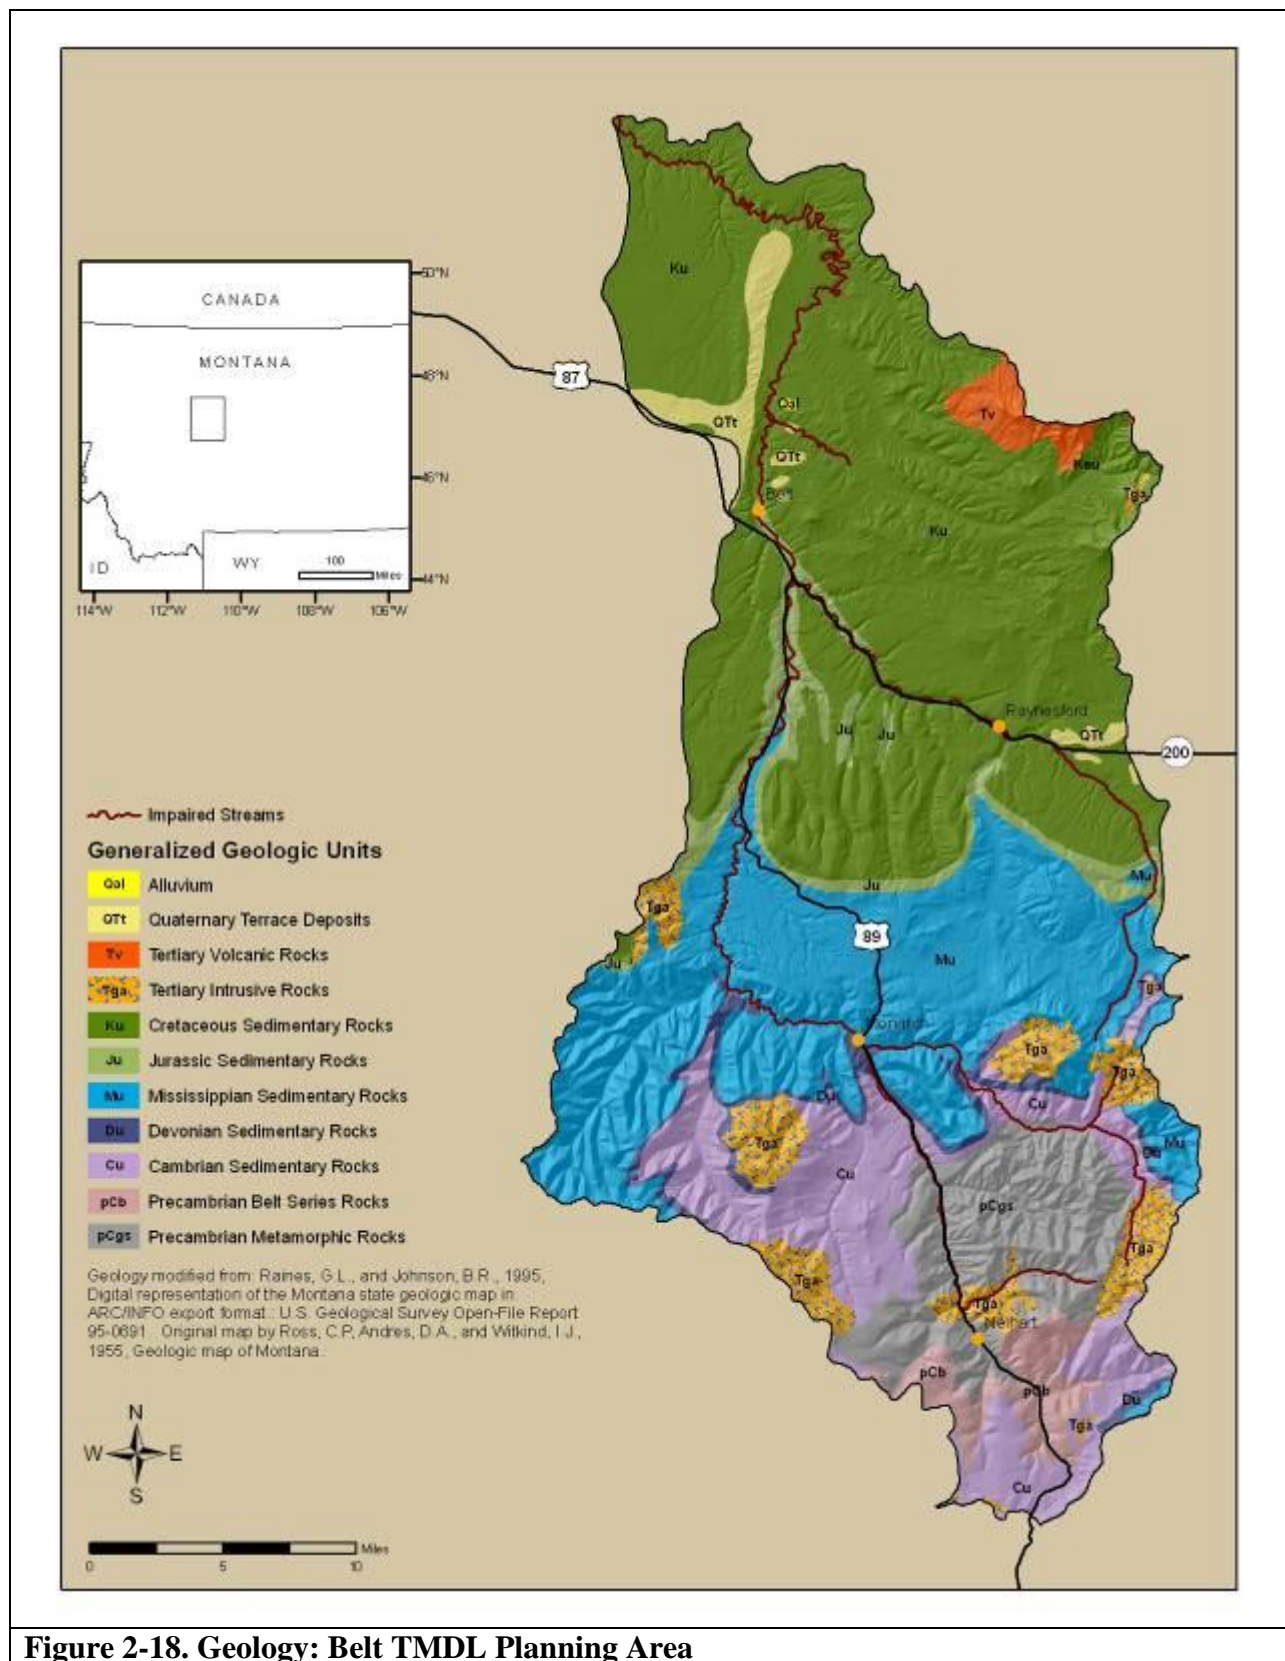 Ku
50°N
CANADA
MONTANA
48°N
87
Tv
Qal
QTt
Kau
QTt
46°N
Tga
Belt
Ku
ID
WY
100
Miles
44°N
114°W 112°W 110°W 108°W 106°W
Raynesford
Ju
Ju
QTt
200
Impaired Streams
Generalized Geologic Units
Qal Alluvium
QTt Quaternary Terrace Deposits
Tv Tertiary Volcanic Rocks
Tga Tertiary Intrusive Rocks
Ku Cretaceous Sedimentary Rocks
Ju Jurassic Sedimentary Rocks
Mu Mississippian Sedimentary Rocks
Du Devonian Sedimentary Rocks
Cu Cambrian Sedimentary Rocks
pCb Precambrian Belt Series Rocks
pCgs Precambrian Metamorphic Rocks
Mu
Ju
Tga
89
Ju
Mu
Tga
Monarch
Tga
Tga
Du
Cu
Tga
Cu
Mu
Du
pCgs
Tga
Tga
Tga
Neihart
pCb
pCb
Du
Tga
Cu
Geology modified from: Raines, G.L., and Johnson, B.R., 1995,
Digital representation of the Montana state geologic map in
ARC/INFO export format.: U.S. Geological Survey Open-File Report
95-0691. Original map by Ross, C.P, Andres, D.A., and Witkind, I.J.,
1955, Geologic map of Montana.
N
W E
S
Miles
0 5 10
Figure 2-18. Geology: Belt TMDL Planning Area